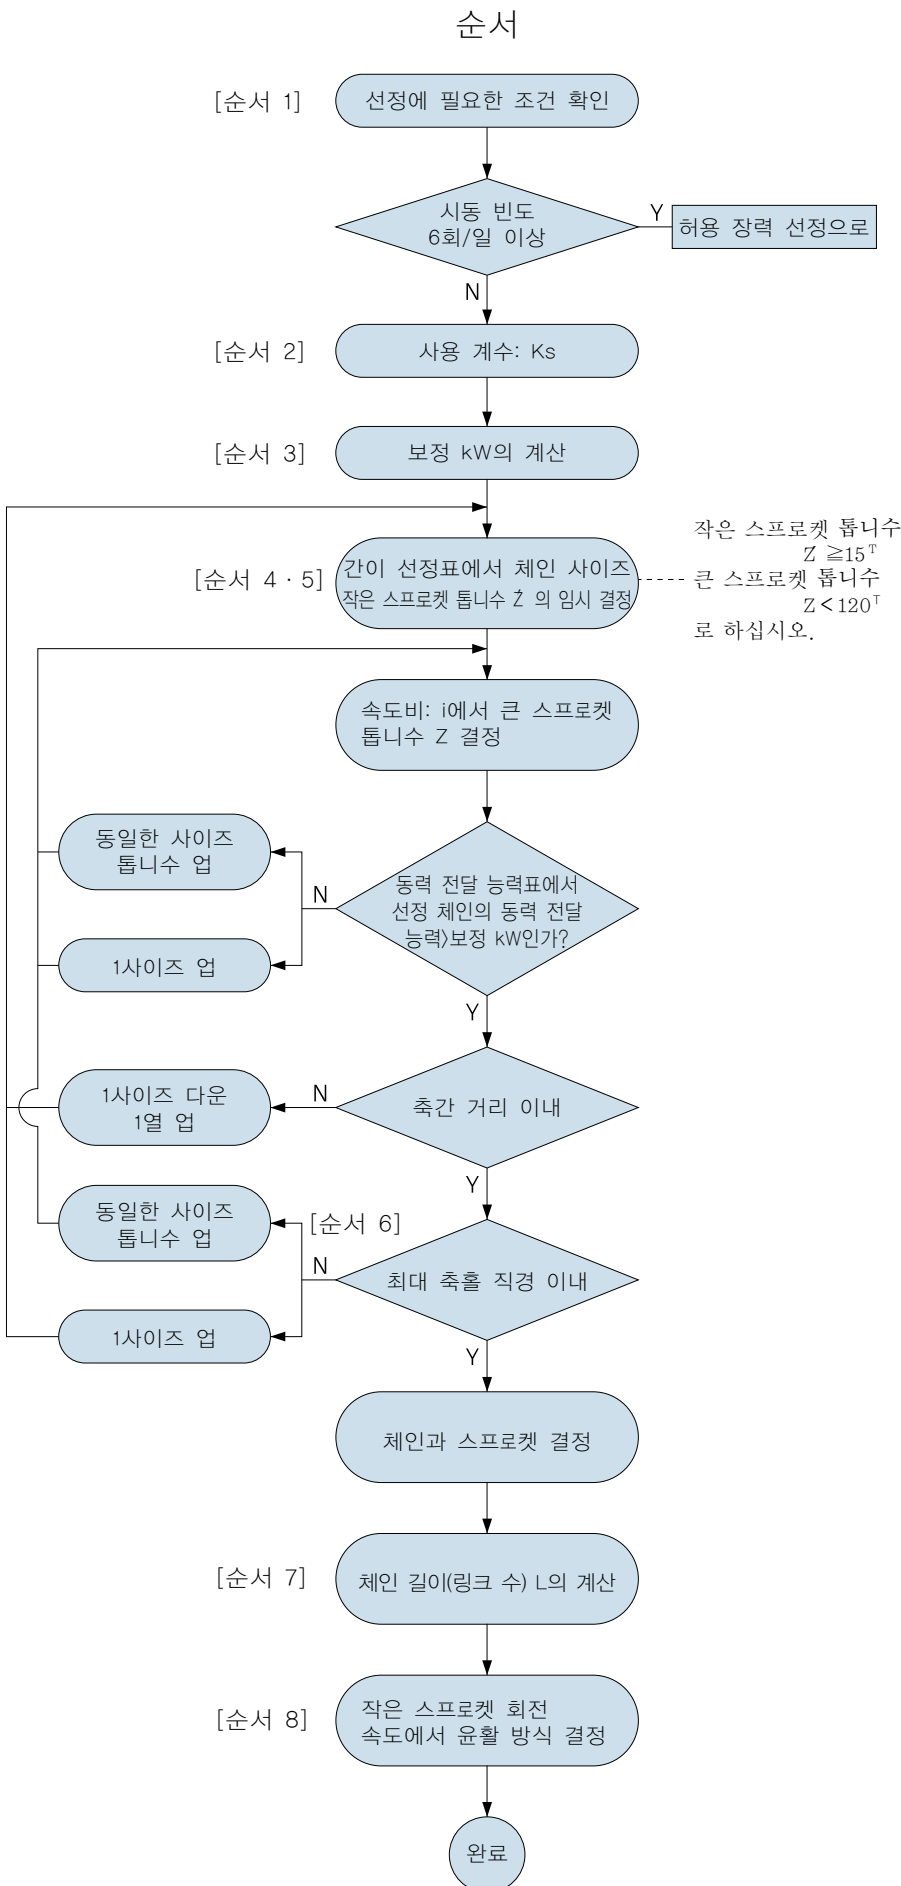 순서
[순서 1]
선정에 필요한 조건 확인
시동 빈도
6회/일 이상
Y
허용 장력 선정으로
N
[순서 2]
사용 계수: Ks
[순서 3]
보정 kW의 계산
[순서 4 · 5]
간이 선정표에서 체인 사이즈
작은 스프로켓 톱니수 Z′ 의 임시 결정
작은 스프로켓 톱니수
Z ≧15ᵀ
큰 스프로켓 톱니수
Z<120ᵀ
로 하십시오.
속도비: i에서 큰 스프로켓
톱니수 Z 결정
동일한 사이즈
톱니수 업
N
동력 전달 능력표에서
선정 체인의 동력 전달
능력>보정 kW인가?
1사이즈 업
Y
1사이즈 다운
1열 업
N
축간 거리 이내
Y
동일한 사이즈
톱니수 업
[순서 6]
N
최대 축홀 직경 이내
1사이즈 업
Y
체인과 스프로켓 결정
[순서 7]
체인 길이(링크 수) L의 계산
[순서 8]
작은 스프로켓 회전
속도에서 윤활 방식 결정
완료